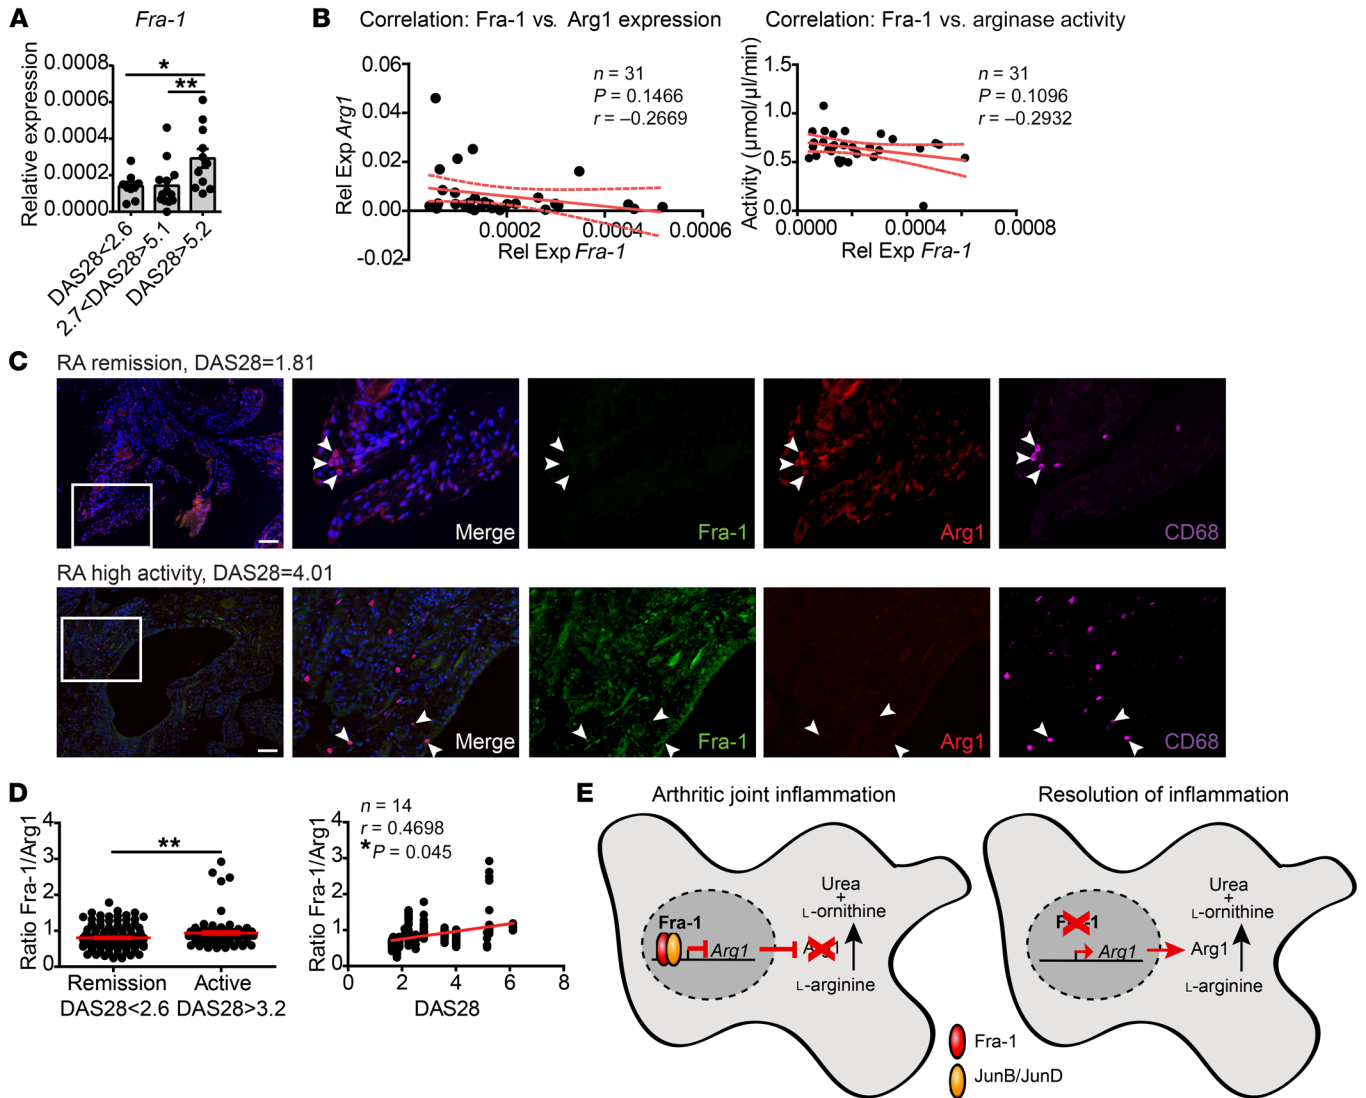 A
Fra-1
Relative expression
0.0008
0.0006
0.0004
0.0002
0.0000
*
**
DAS28<2.6
2.7<DAS28>5.1
DAS28>5.2
B
Correlation: Fra-1 vs. Arg1 expression
Rel Exp Arg1
0.06
0.04
0.02
0.00
-0.02
n = 31
P = 0.1466
r = –0.2669
0.0002
0.0004
0.0006
Rel Exp Fra-1
Correlation: Fra-1 vs. arginase activity
Activity (µmol/µl/min)
1.5
1.0
0.5
0.0
n = 31
P = 0.1096
r = –0.2932
0.0000
0.0004
0.0008
Rel Exp Fra-1
C
RA remission, DAS28=1.81
Merge
Fra-1
Arg1
CD68
RA high activity, DAS28=4.01
Merge
Fra-1
Arg1
CD68
D
Ratio Fra-1/Arg1
4
3
2
1
0
**
Remission
DAS28<2.6
Active
DAS28>3.2
Ratio Fra-1/Arg1
4
3
2
1
0
n = 14
r = 0.4698
*P = 0.045
0
2
4
6
8
DAS28
E
Arthritic joint inflammation
Fra-1
Arg1
Arg1
Urea
+
L-ornithine
L-arginine
Resolution of inflammation
Fra-1
Arg1
Arg1
Urea
+
L-ornithine
L-arginine
Fra-1
JunB/JunD